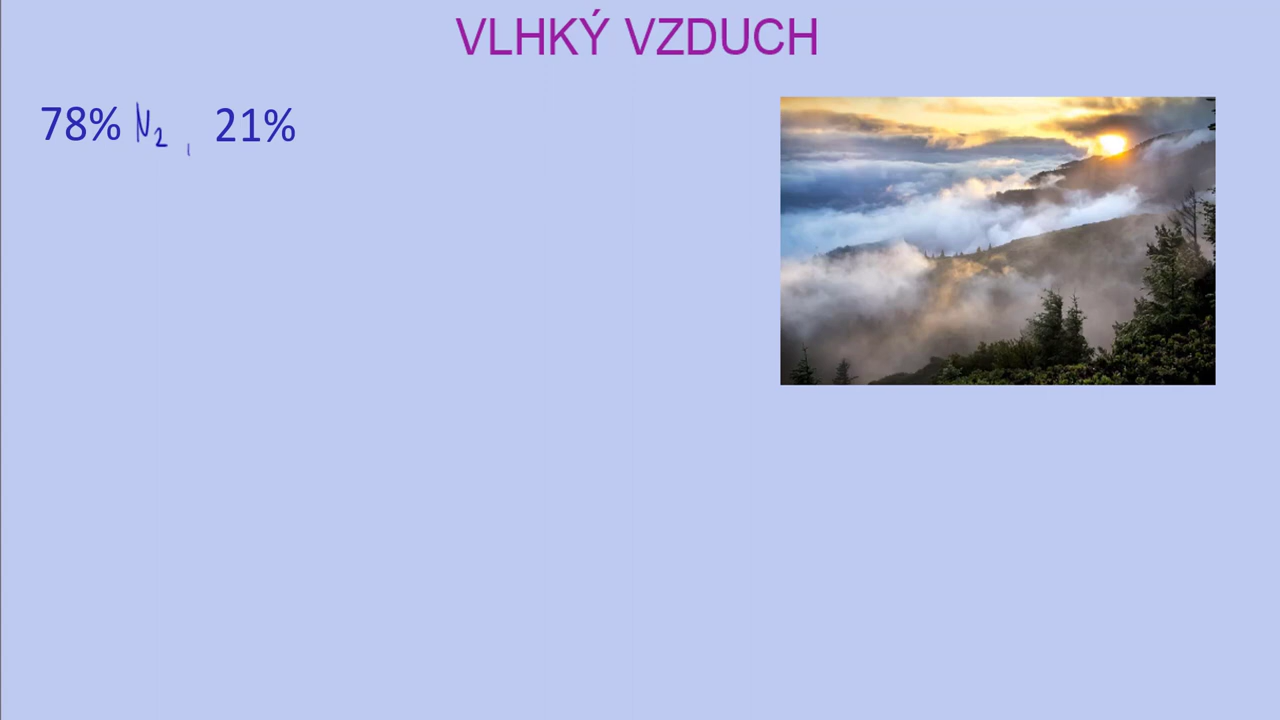 VLHKÝ VZDUCH
78% N₂, 21%